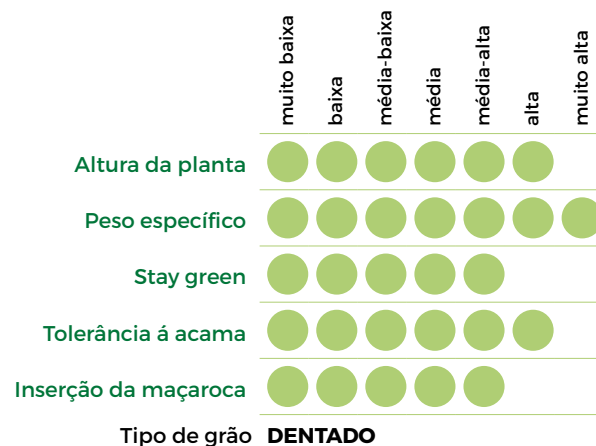 muito baixa
baixa
média-baixa
média
média-alta
alta
muito alta
Altura da planta
Peso específico
Stay green
Tolerância á acama
Inserção da maçaroca
Tipo de grão DENTADO